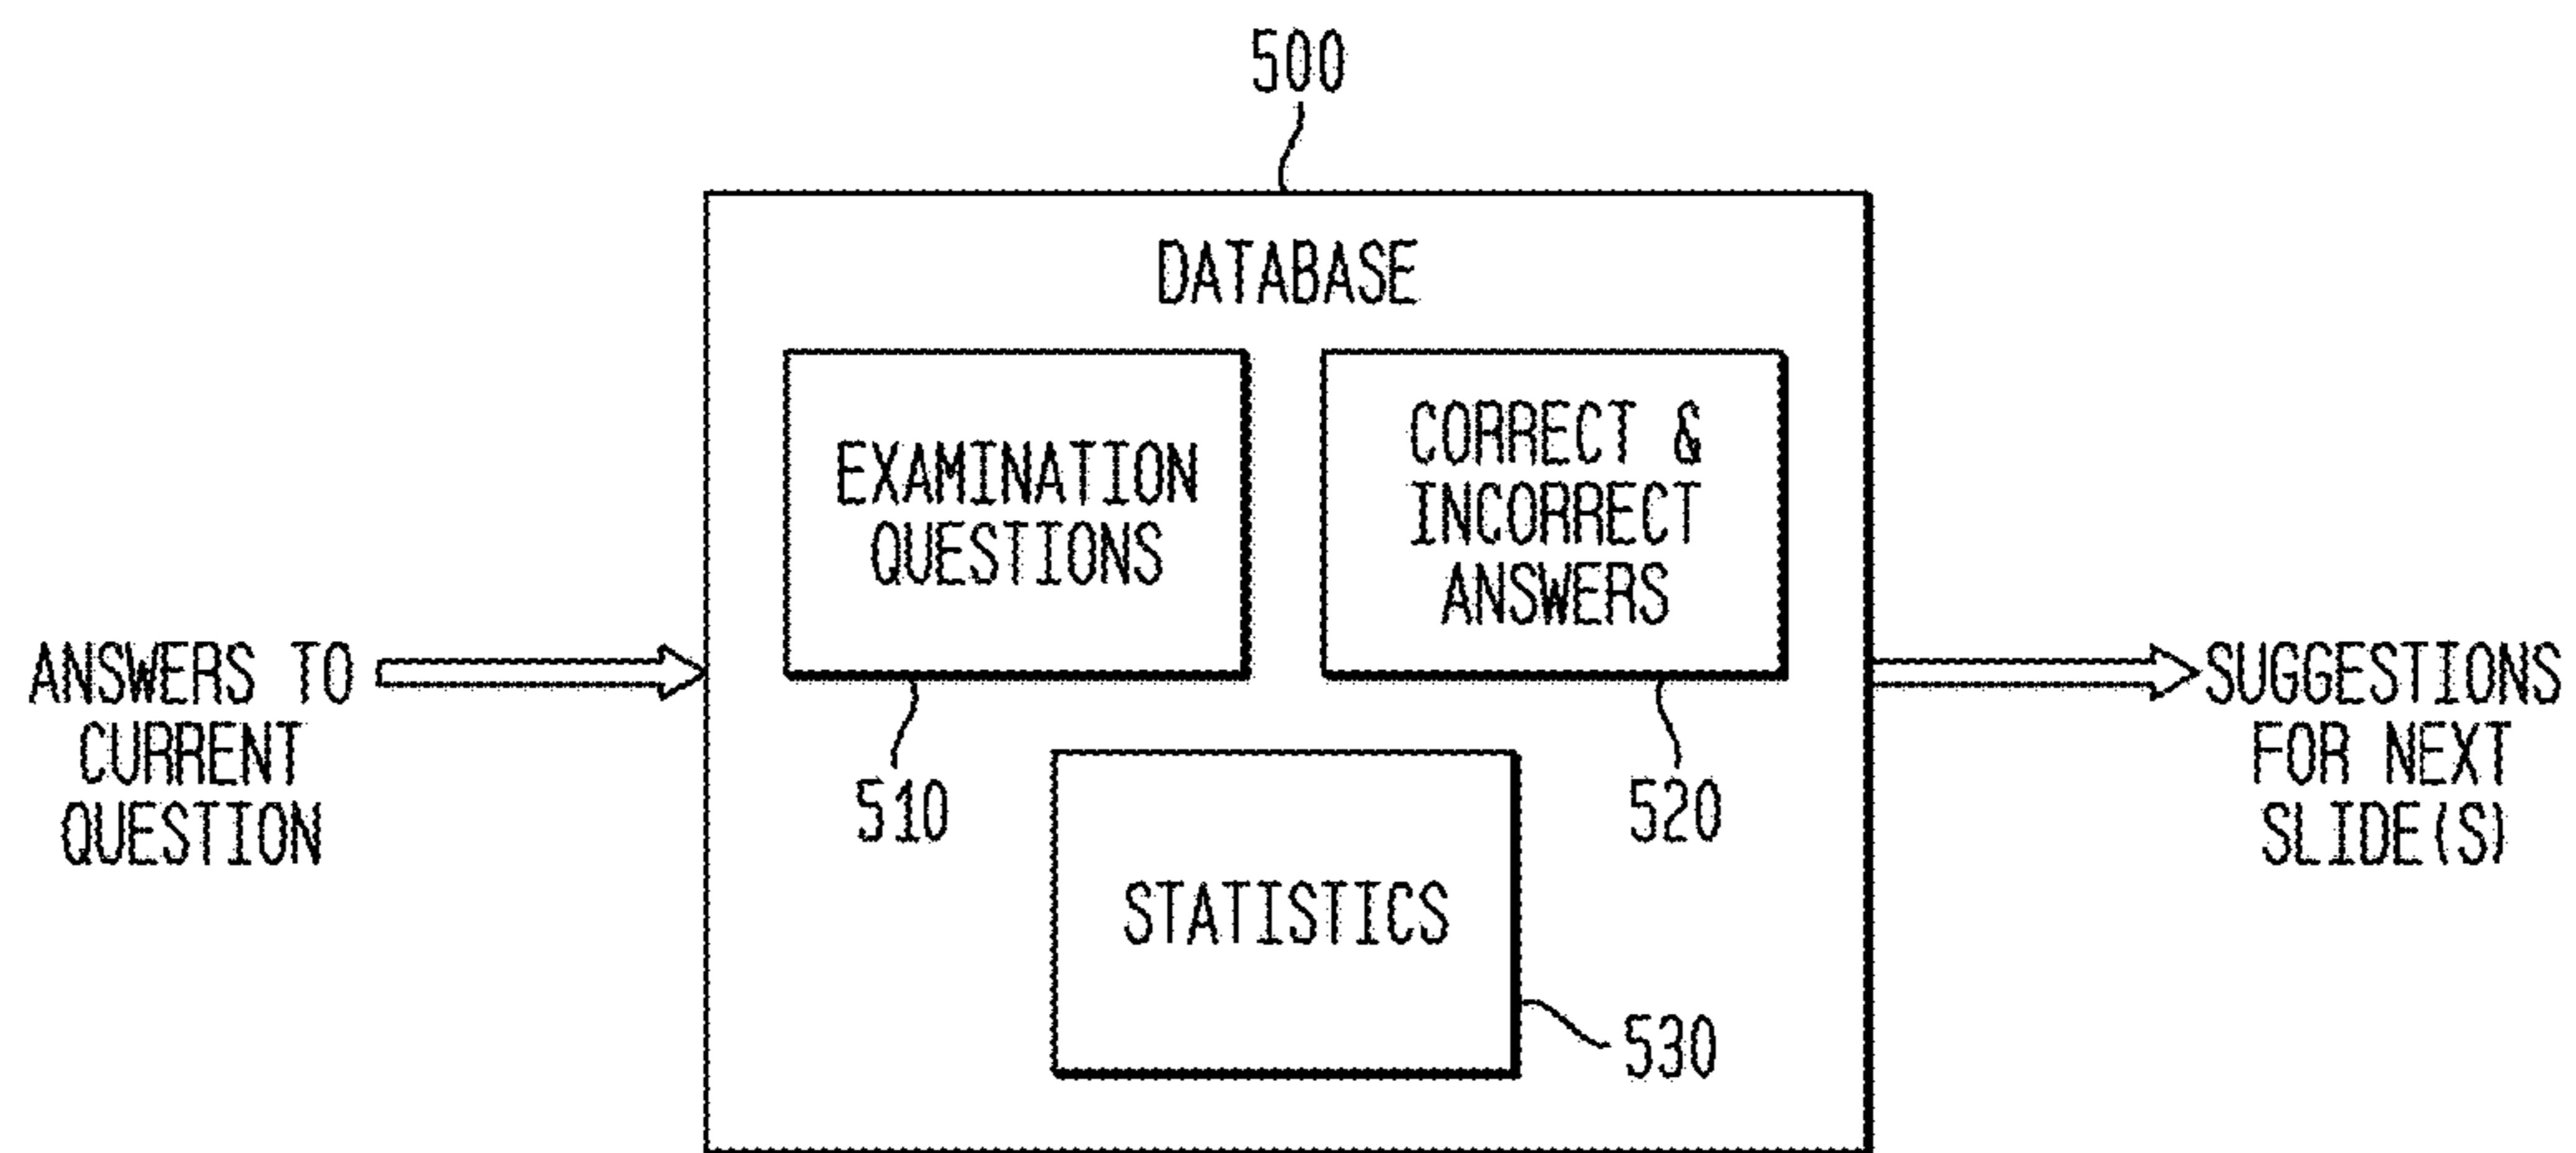 500
DATABASE
EXAMINATION
QUESTIONS
CORRECT &
INCORRECT
ANSWERS
ANSWERS TO
CURRENT
QUESTION
SUGGESTIONS
FOR NEXT
SLIDE(S)
510
520
STATISTICS
530